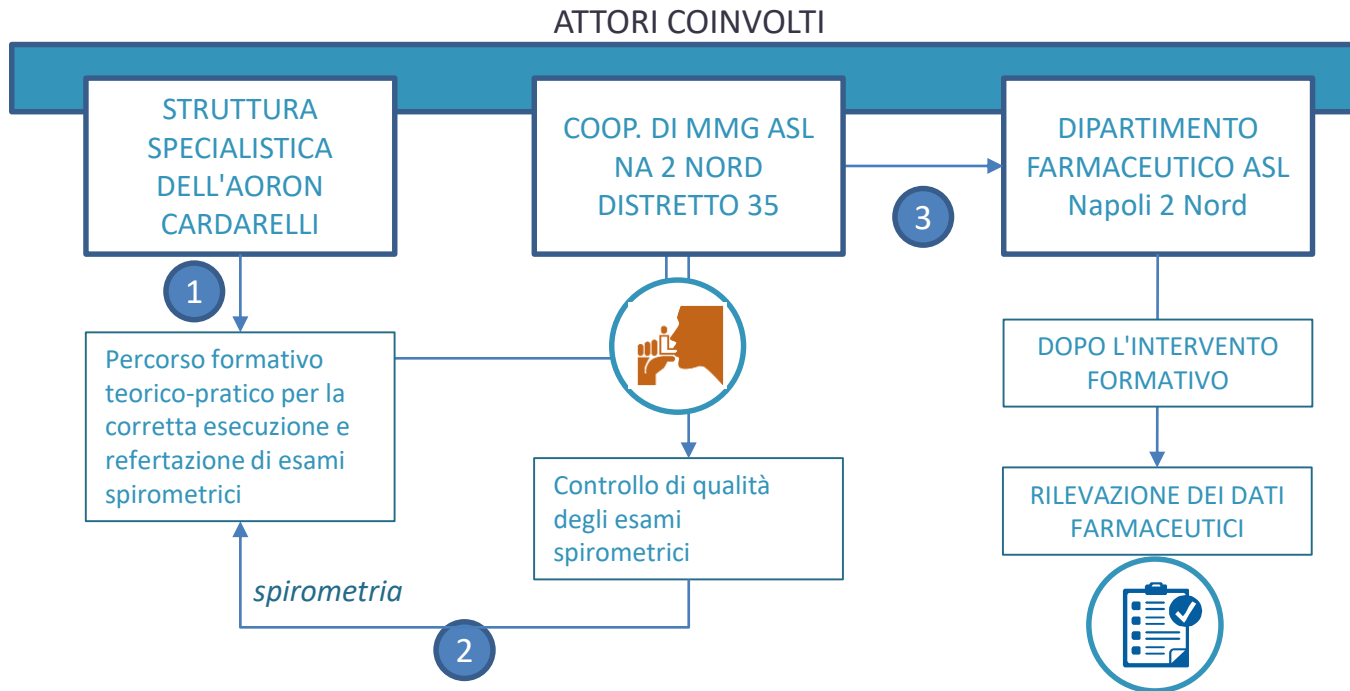 ATTORI COINVOLTI
STRUTTURA
SPECIALISTICA
DELL'AORON
CARDARELLI
COOP. DI MMG ASL
NA 2 NORD
DISTRETTO 35
DIPARTIMENTO
FARMACEUTICO ASL
Napoli 2 Nord
3
1
Percorso formativo
teorico-pratico per la
corretta esecuzione e
refertazione di esami
spirometrici
DOPO L'INTERVENTO
FORMATIVO
Controllo di qualità
degli esami
spirometrici
RILEVAZIONE DEI DATI
FARMACEUTICI
spirometria
2